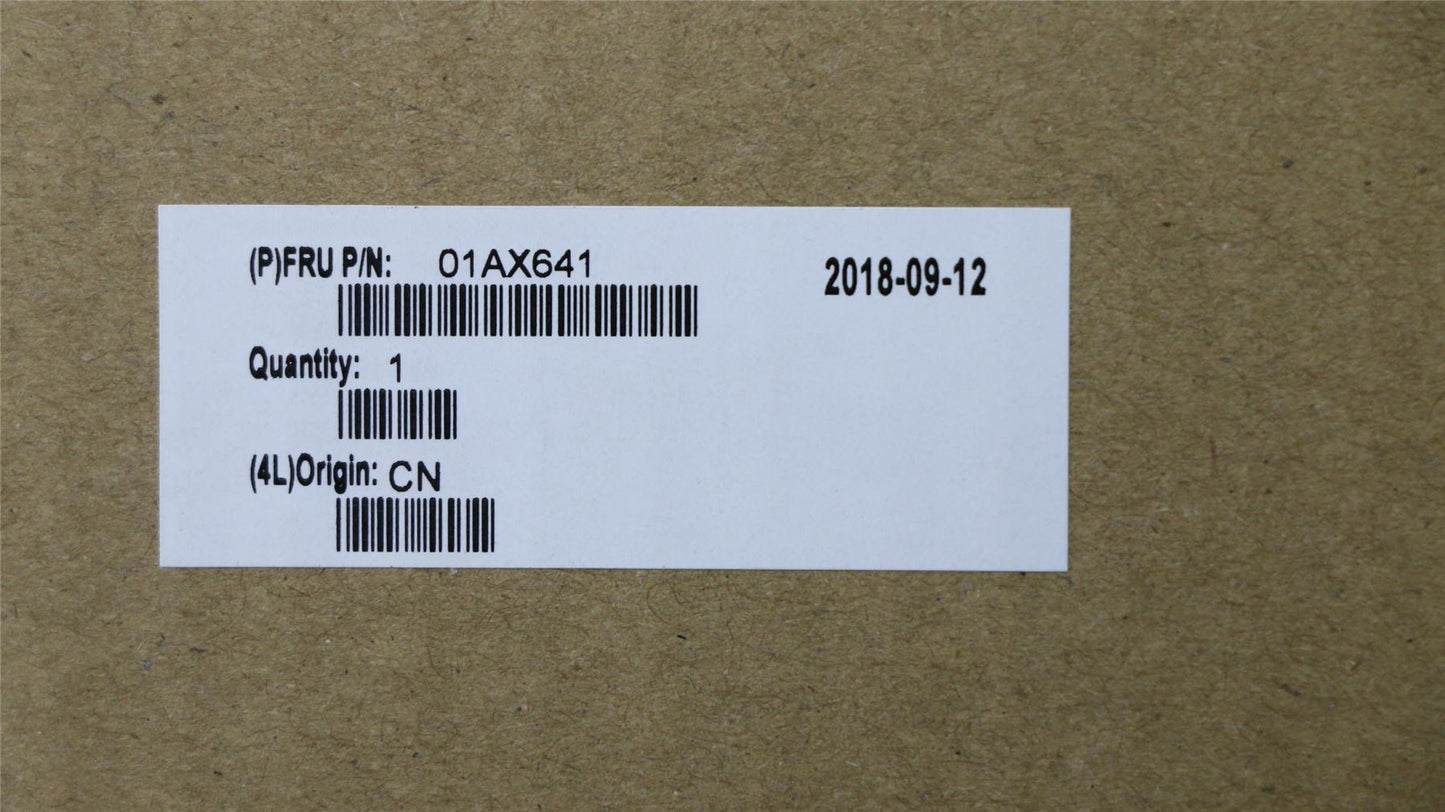 (P)FRU P/N: 01AX641
2018-09-12
Quantity: 1
(4L)Origin: CN